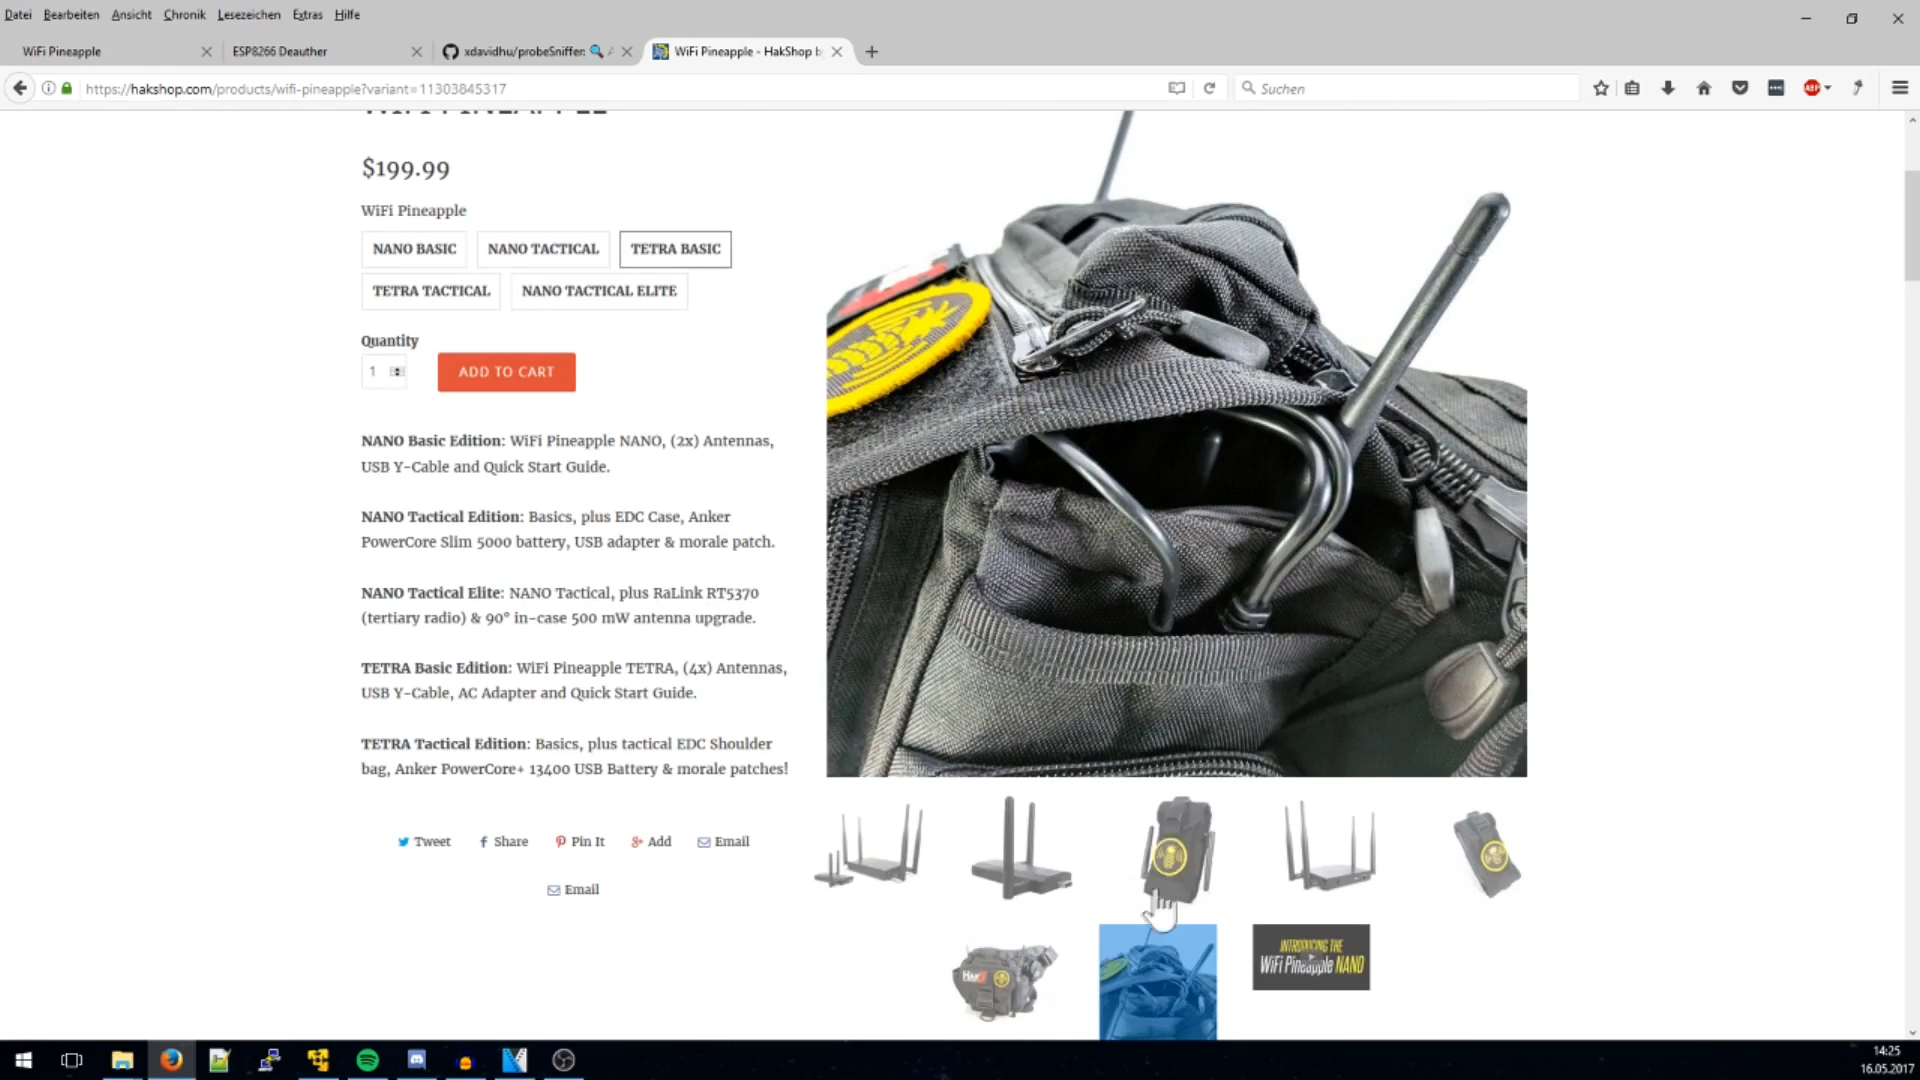 Datei Bearbeiten Ansicht Chronik Lesezeichen Extras Hilfe
WiFi Pineapple
ESP8266 Deauther
xdavidhu/probeSniffer:
WiFi Pineapple - HakShop b
https://hakshop.com/products/wifi-pineapple?variant=11303845317
Suchen
ABP
WiFi PINEAPPLE
$199.99
WiFi Pineapple
NANO BASIC
NANO TACTICAL
TETRA BASIC
TETRA TACTICAL
NANO TACTICAL ELITE
Quantity
1
ADD TO CART
NANO Basic Edition: WiFi Pineapple NANO, (2x) Antennas,
USB Y-Cable and Quick Start Guide.
NANO Tactical Edition: Basics, plus EDC Case, Anker
PowerCore Slim 5000 battery, USB adapter & morale patch.
NANO Tactical Elite: NANO Tactical, plus RaLink RT5370
(tertiary radio) & 90° in-case 500 mW antenna upgrade.
TETRA Basic Edition: WiFi Pineapple TETRA, (4x) Antennas,
USB Y-Cable, AC Adapter and Quick Start Guide.
TETRA Tactical Edition: Basics, plus tactical EDC Shoulder
bag, Anker PowerCore+ 13400 USB Battery & morale patches!
Tweet
Share
Pin It
Add
Email
Email
HAK5
INTRODUCING THE
WiFi Pineapple NANO
14:25
16.05.2017